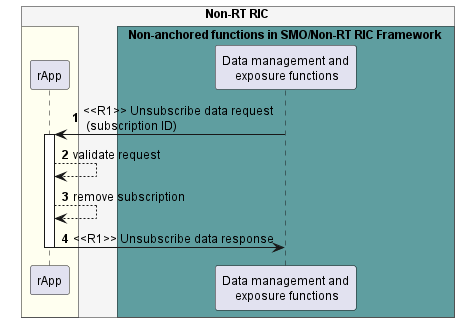 Non-RT RIC
Non-anchored functions in SMO/Non-RT RIC Framework
rApp
Data management and
exposure functions
1 <<R1>> Unsubscribe data request
(subscription ID)
2 validate request
3 remove subscription
4 <<R1>> Unsubscribe data response
rApp
Data management and
exposure functions